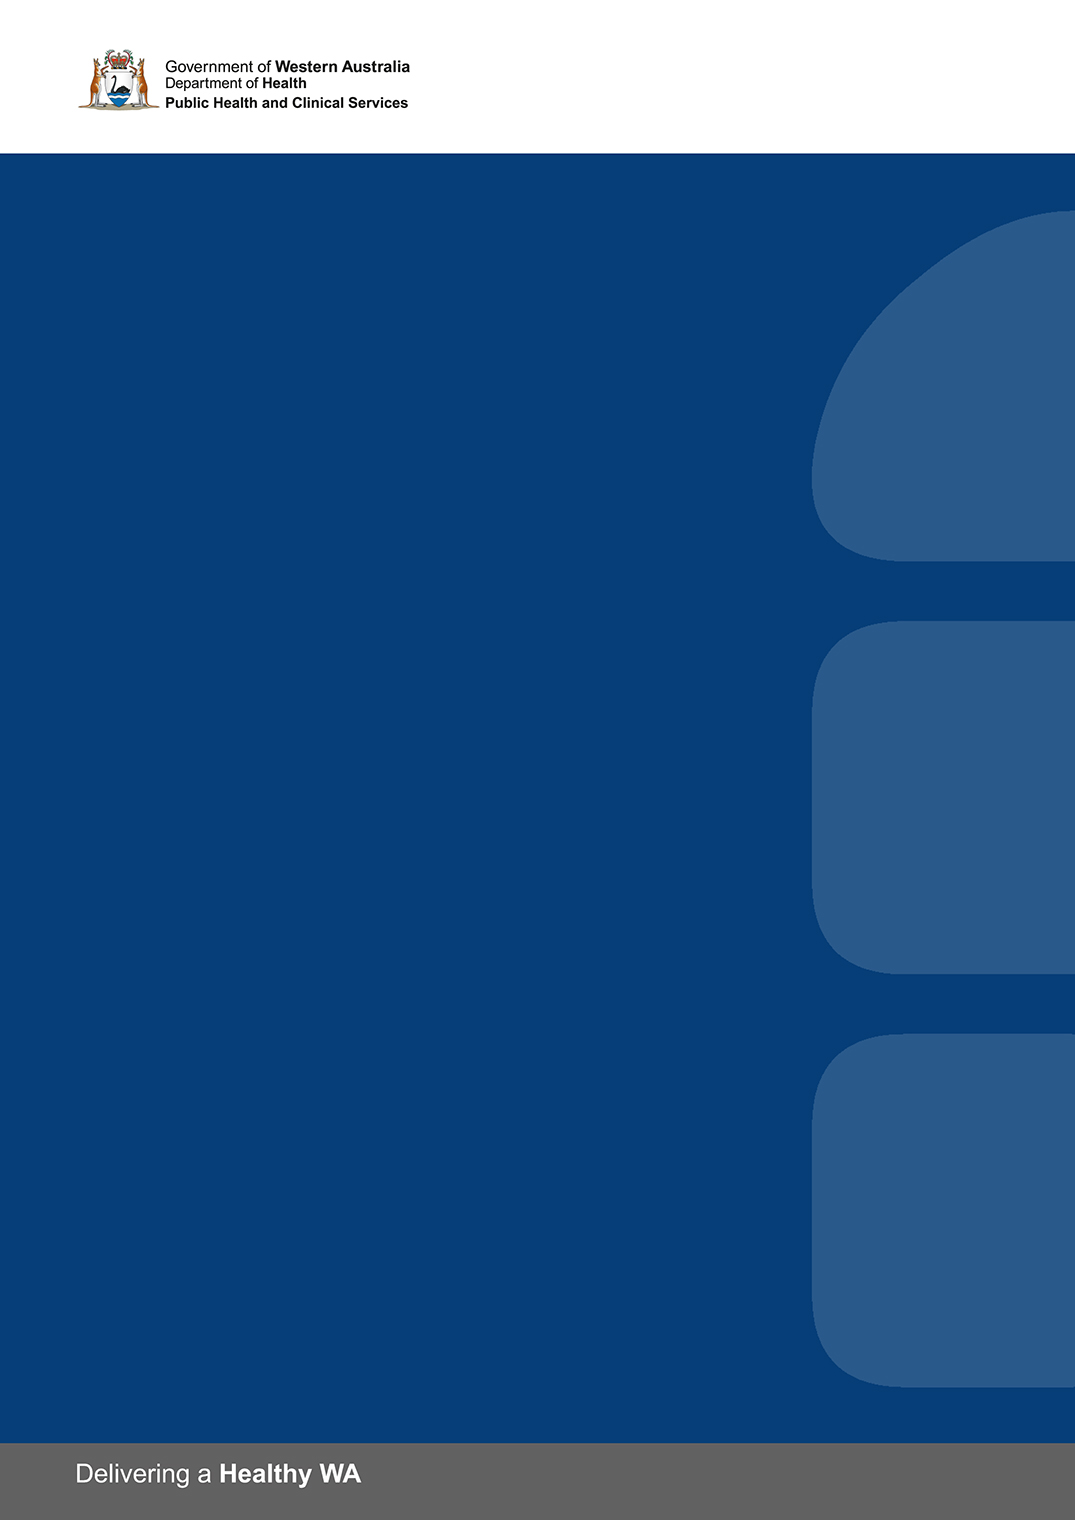 Government of Western Australia
Department of Health
Public Health and Clinical Services
Delivering a Healthy WA